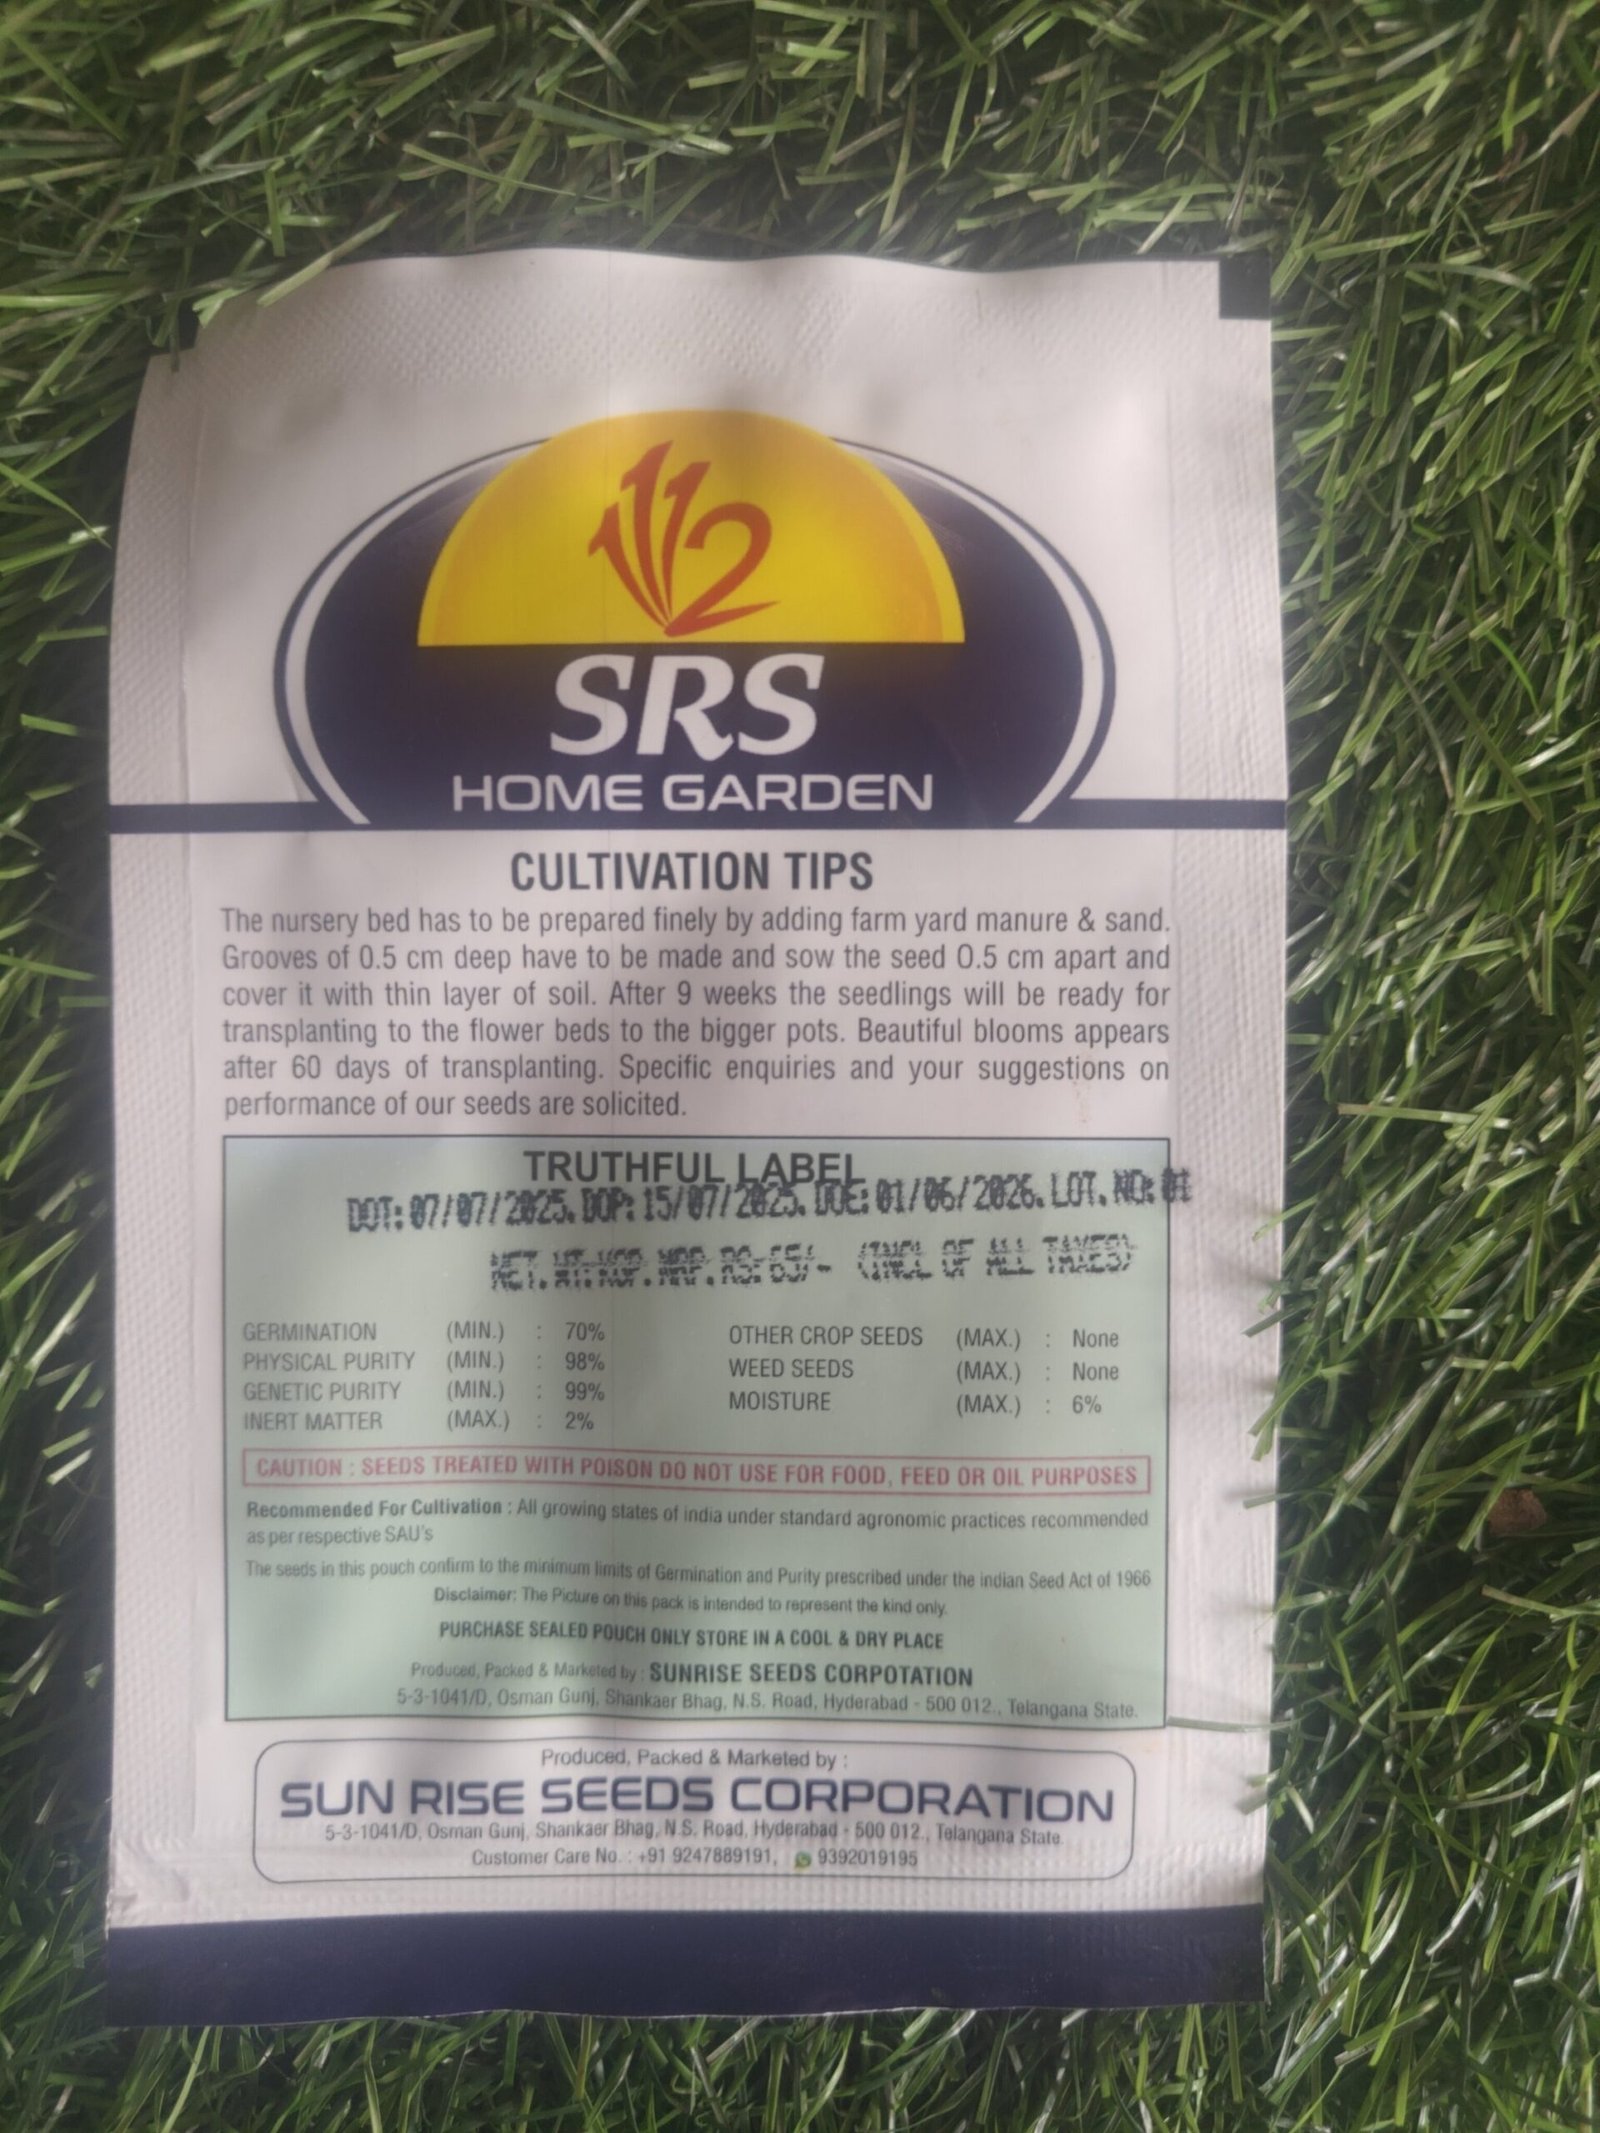 112
SRS
HOME GARDEN
CULTIVATION TIPS
The nursery bed has to be prepared finely by adding farm yard manure & sand.
Grooves of 0.5 cm deep have to be made and sow the seed 0.5 cm apart and
cover it with thin layer of soil. After 9 weeks the seedlings will be ready for
transplanting to the flower beds to the bigger pots. Beautiful blooms appears
after 60 days of transplanting. Specific enquiries and your suggestions on
performance of our seeds are solicited.
TRUTHFUL LABEL
DOT: 07/07/2025. DOP: 15/07/2025. DOE: 01/06/2026. LOT. NO: 01
NET. WT: MRP. RS: 65/- (INCL OF ALL TAXES)
GERMINATION (MIN.) : 70% OTHER CROP SEEDS (MAX.) : None
PHYSICAL PURITY (MIN.) : 98% WEED SEEDS (MAX.) : None
GENETIC PURITY (MIN.) : 99% MOISTURE (MAX.) : 6%
INERT MATTER (MAX.) : 2%
CAUTION : SEEDS TREATED WITH POISON DO NOT USE FOR FOOD, FEED OR OIL PURPOSES
Recommended For Cultivation : All growing states of india under standard agronomic practices recommended
as per respective SAU's
The seeds in this pouch confirm to the minimum limits of Germination and Purity prescribed under the indian Seed Act of 1966
Disclaimer: The Picture on this pack is intended to represent the kind only.
PURCHASE SEALED POUCH ONLY STORE IN A COOL & DRY PLACE
Produced, Packed & Marketed by : SUNRISE SEEDS CORPOTATION
5-3-1041/D, Osman Gunj, Shankaer Bhag, N.S. Road, Hyderabad - 500 012., Telangana State.
Produced, Packed & Marketed by :
SUN RISE SEEDS CORPORATION
5-3-1041/D, Osman Gunj, Shankaer Bhag, N.S. Road, Hyderabad - 500 012., Telangana State.
Customer Care No. : +91 9247889191, 9392019195